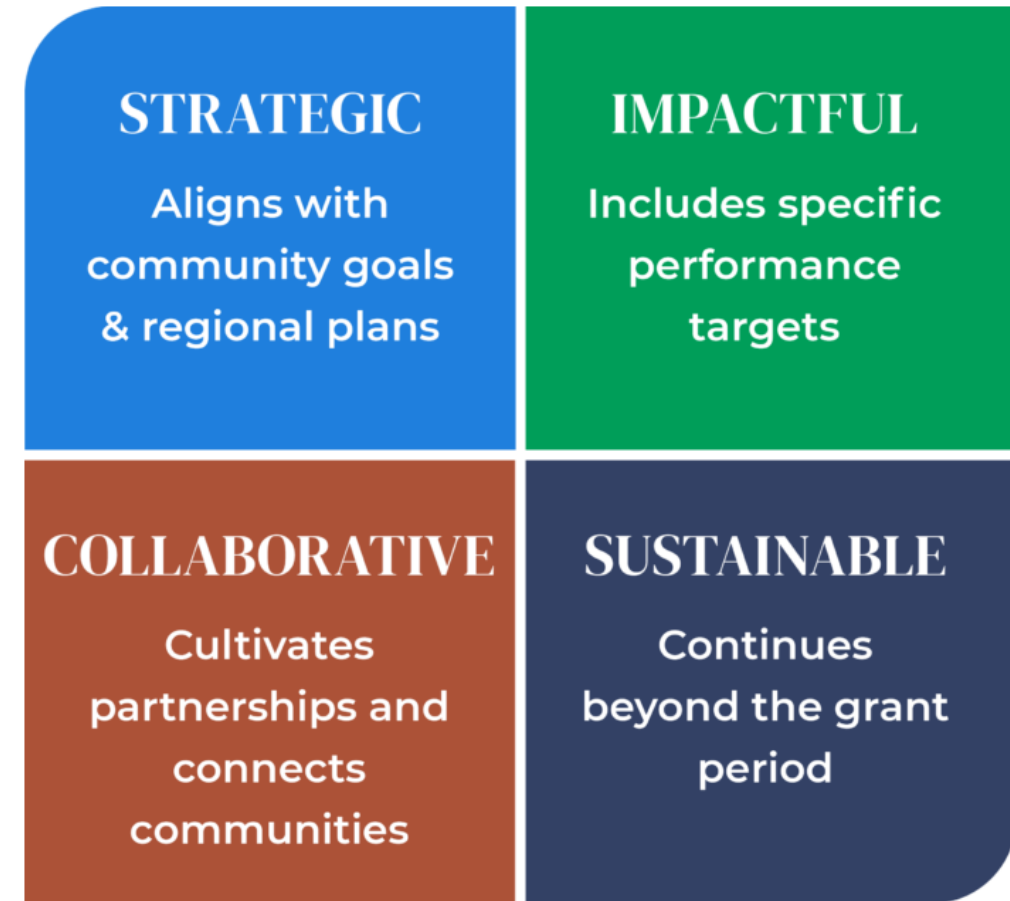 STRATEGIC
Aligns with
community goals
& regional plans
IMPACTFUL
Includes specific
performance
targets
COLLABORATIVE
Cultivates
partnerships and
connects
communities
SUSTAINABLE
Continues
beyond the grant
period